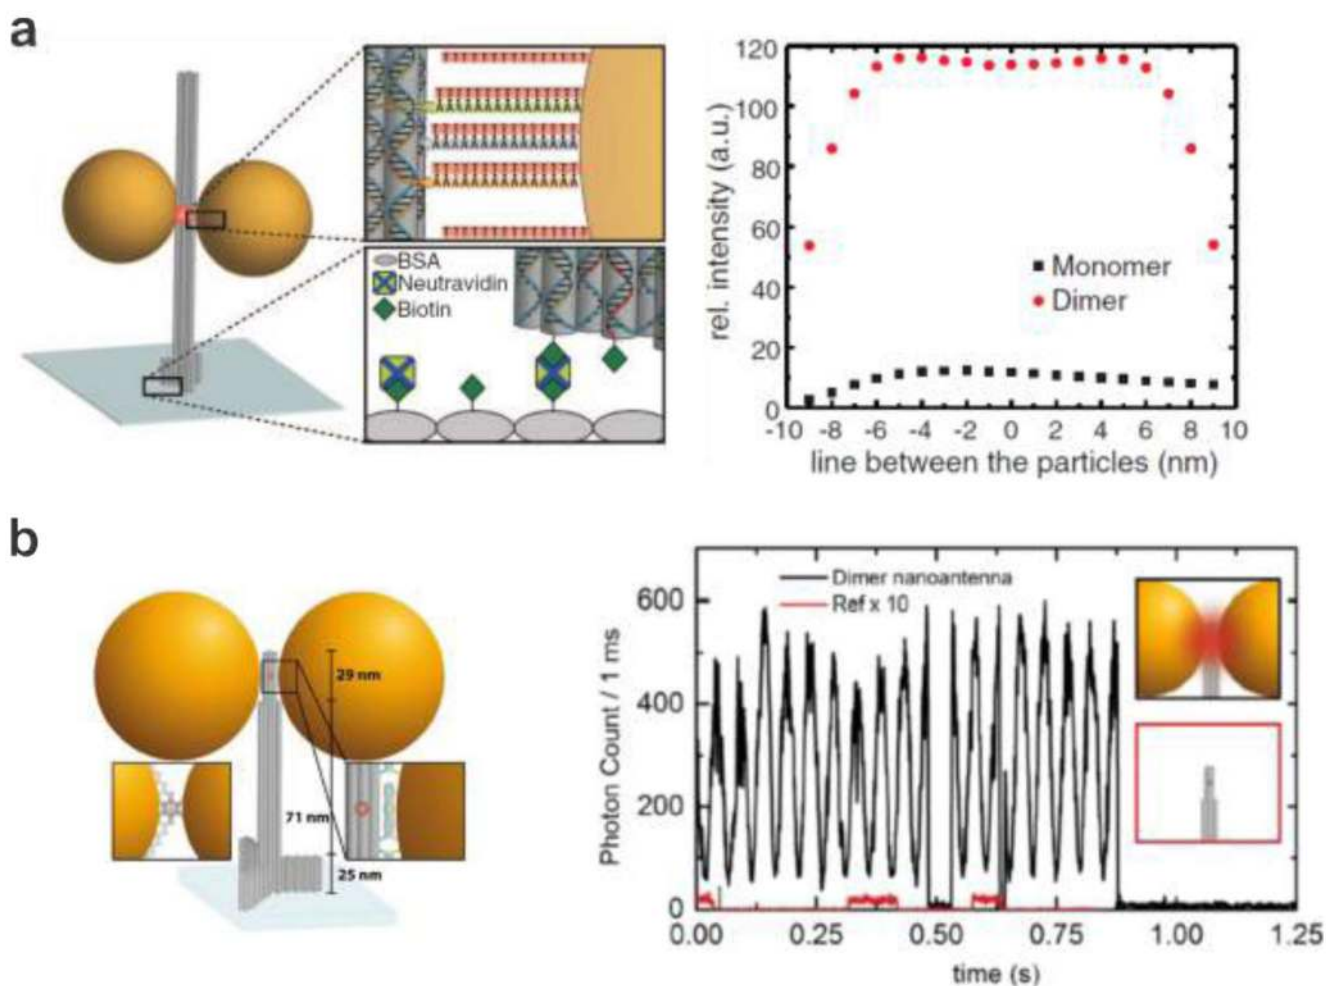 a
BSA
Neutravidin
Biotin
120
100
80
60
40
20
0
rel. intensity (a.u.)
Monomer
Dimer
-10 -8 -6 -4 -2 0 2 4 6 8 10
line between the particles (nm)
b
29 nm
71 nm
25 nm
Dimer nanoantenna
Ref x 10
600
400
200
0
Photon Count / 1 ms
0.00 0.25 0.50 0.75 1.00 1.25
time (s)